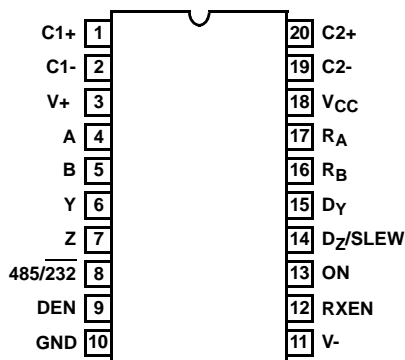 C1+ 1 20 C2+
C1- 2 19 C2-
V+ 3 18 VCC
A 4 17 RA
B 5 16 RB
Y 6 15 DY
Z 7 14 DZ/SLEW
485/232 8 13 ON
DEN 9 12 RXEN
GND 10 11 V-